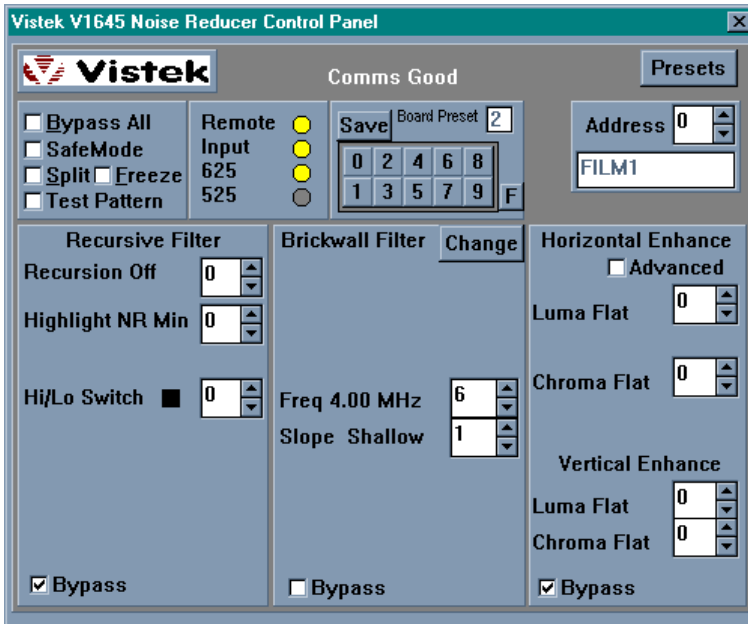 Vistek V1645 Noise Reducer Control Panel
Vistek
Comms Good
Presets
Bypass All
SafeMode
Split Freeze
Test Pattern
Remote
Input
625
525
Save Board Preset 2
0 2 4 6 8
1 3 5 7 9 F
Address 0
FILM1
Recursive Filter
Recursion Off 0
Highlight NR Min 0
Hi/Lo Switch 0
Bypass
Brickwall Filter Change
Freq 4.00 MHz 6
Slope Shallow 1
Bypass
Horizontal Enhance
Advanced
Luma Flat 0
Chroma Flat 0
Vertical Enhance
Luma Flat 0
Chroma Flat 0
Bypass